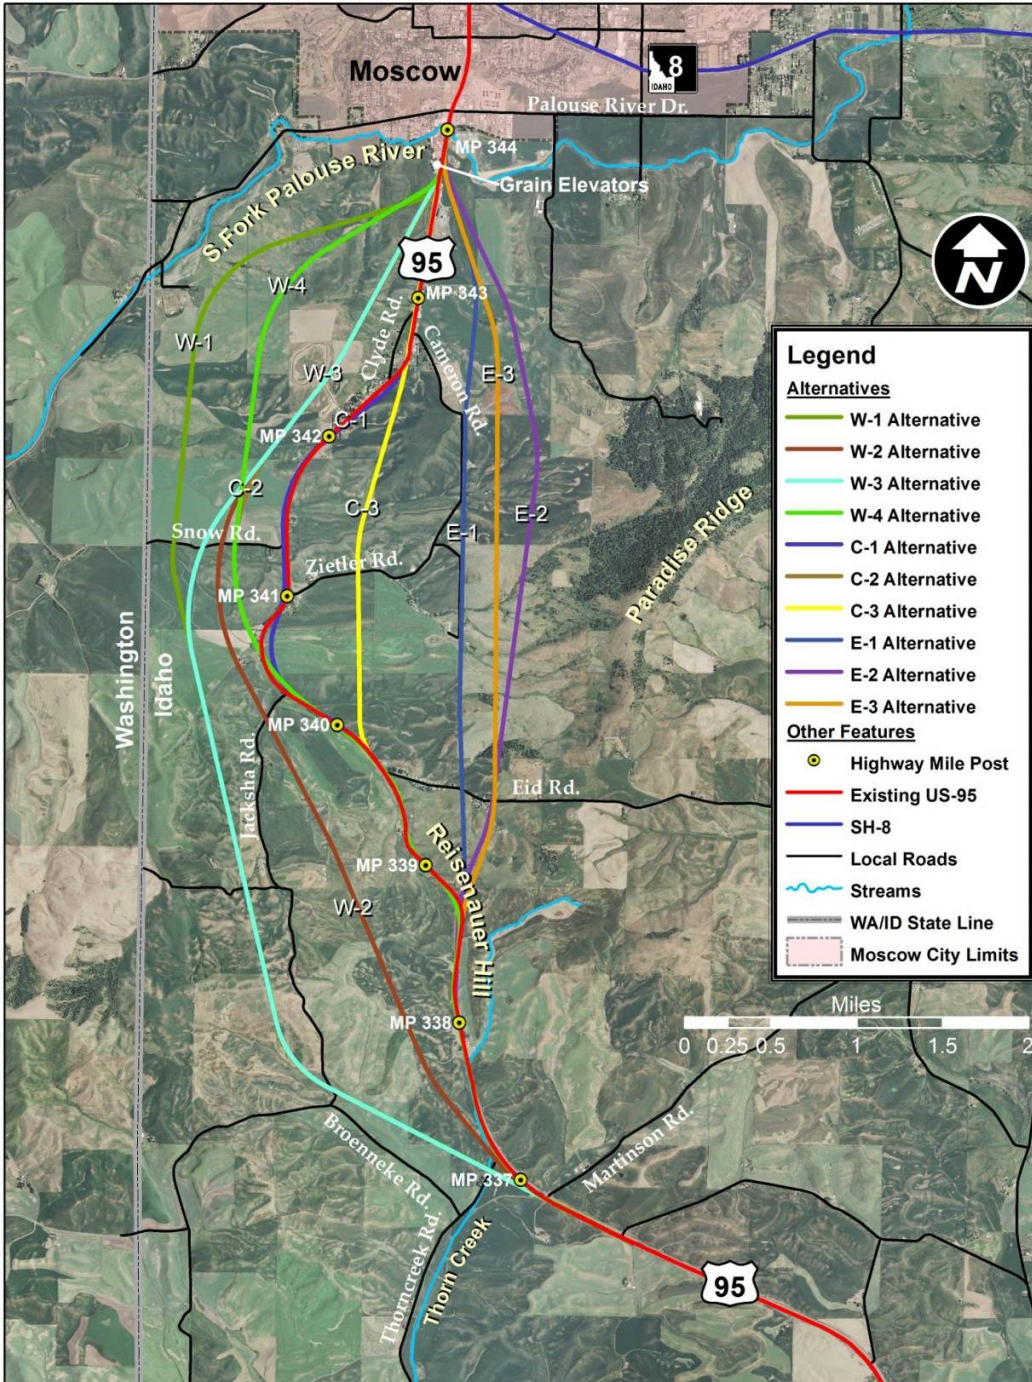 Moscow
8
IDAHO
Palouse River Dr.
MP 344
S.Fork Palouse River
Grain Elevators
95
N
W-4
MP 343
W-1
Clyde Rd.
Cameron Rd.
W-3
E-3
C-1
MP 342
C-2
C-3
E-2
Snow Rd.
E-1
Zietler Rd.
Paradise Ridge
MP 341
Washington
Idaho
MP 340
Jacksha Rd.
Eid Rd.
Reisenauer Hill
MP 339
W-2
MP 338
Broenneke Rd.
Martinson Rd.
MP 337
Thorncreek Rd.
Thorn Creek
95
Legend
Alternatives
W-1 Alternative
W-2 Alternative
W-3 Alternative
W-4 Alternative
C-1 Alternative
C-2 Alternative
C-3 Alternative
E-1 Alternative
E-2 Alternative
E-3 Alternative
Other Features
Highway Mile Post
Existing US-95
SH-8
Local Roads
Streams
WA/ID State Line
Moscow City Limits
Miles
0 0.25 0.5 1 1.5 2